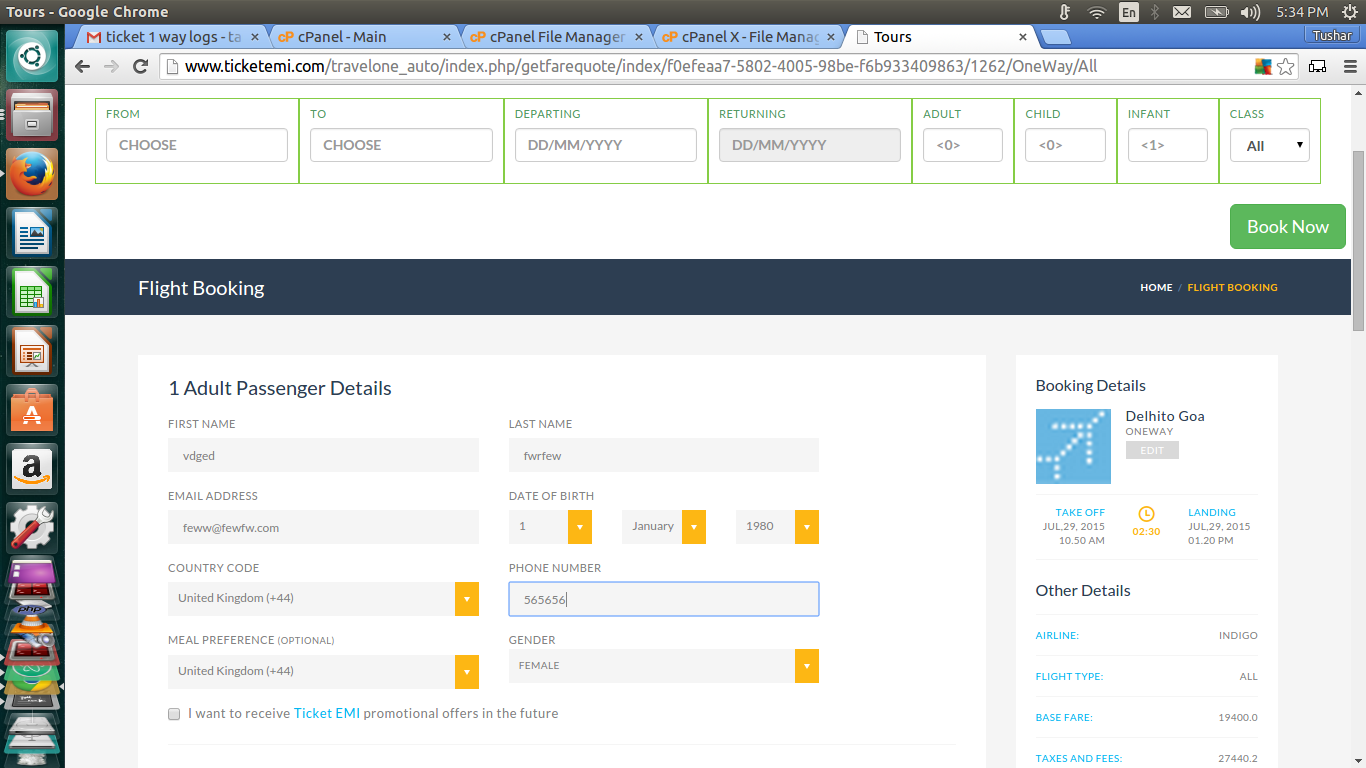 Tours - Google Chrome
En
5:34 PM
ticket 1 way logs - ta
cP cPanel - Main
cP cPanel File Manager
cP cPanel X - File Manag
Tours
Tushar
www.ticketemi.com/travelone_auto/index.php/getfarequote/index/f0efeaa7-5802-4005-98be-f6b933409863/1262/OneWay/All
FROM TO DEPARTING RETURNING ADULT CHILD INFANT CLASS
CHOOSE CHOOSE DD/MM/YYYY DD/MM/YYYY <0> <0> <1> All
Book Now
Flight Booking
HOME / FLIGHT BOOKING
1 Adult Passenger Details
FIRST NAME LAST NAME
vdged fwrfew
EMAIL ADDRESS DATE OF BIRTH
feww@fewfw.com 1 January 1980
COUNTRY CODE PHONE NUMBER
United Kingdom (+44) 565656
MEAL PREFERENCE (OPTIONAL) GENDER
United Kingdom (+44) FEMALE
I want to receive Ticket EMI promotional offers in the future
Booking Details
Delhito Goa
ONEWAY
EDIT
TAKE OFF LANDING
JUL,29, 2015 02:30 JUL,29, 2015
10.50 AM 01.20 PM
Other Details
AIRLINE: INDIGO
FLIGHT TYPE: ALL
BASE FARE: 19400.0
TAXES AND FEES: 27440.2
php